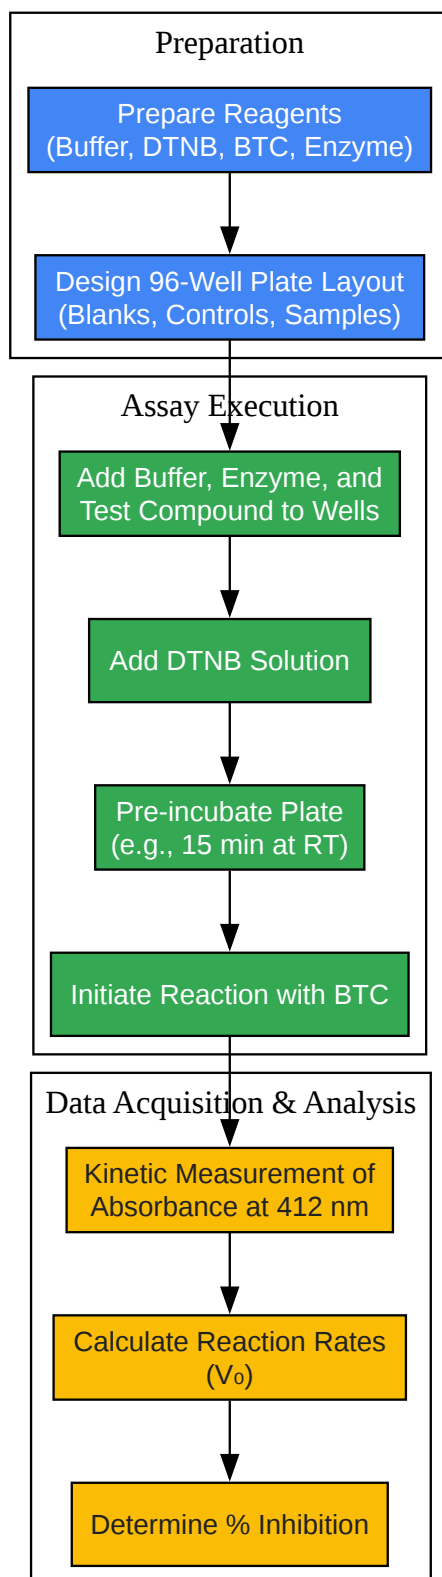 Preparation
Prepare Reagents
(Buffer, DTNB, BTC, Enzyme)
Design 96-Well Plate Layout
(Blanks, Controls, Samples)
Assay Execution
Add Buffer, Enzyme, and
Test Compound to Wells
Add DTNB Solution
Pre-incubate Plate
(e.g., 15 min at RT)
Initiate Reaction with BTC
Data Acquisition & Analysis
Kinetic Measurement of
Absorbance at 412 nm
Calculate Reaction Rates
(V₀)
Determine % Inhibition